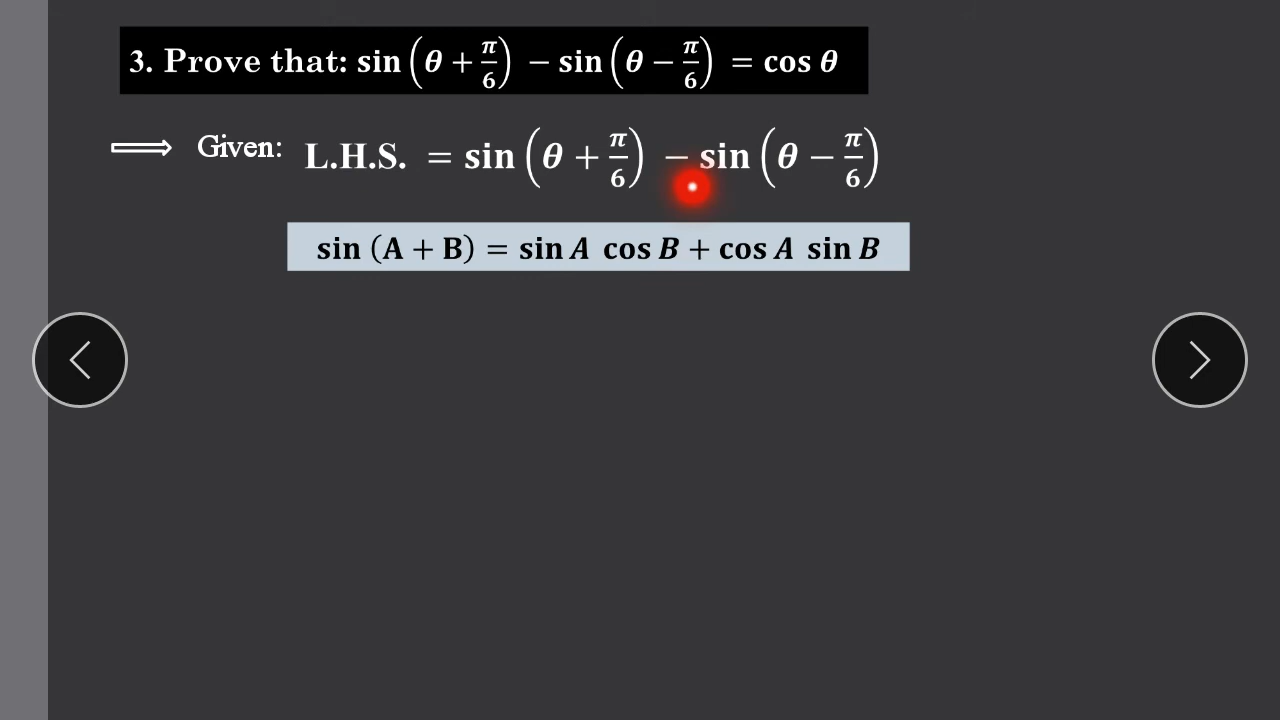 3. Prove that: sin (θ + π/6) − sin (θ − π/6) = cos θ
⟹ Given: L.H.S. = sin (θ + π/6) − sin (θ − π/6)
sin (A + B) = sin A cos B + cos A sin B